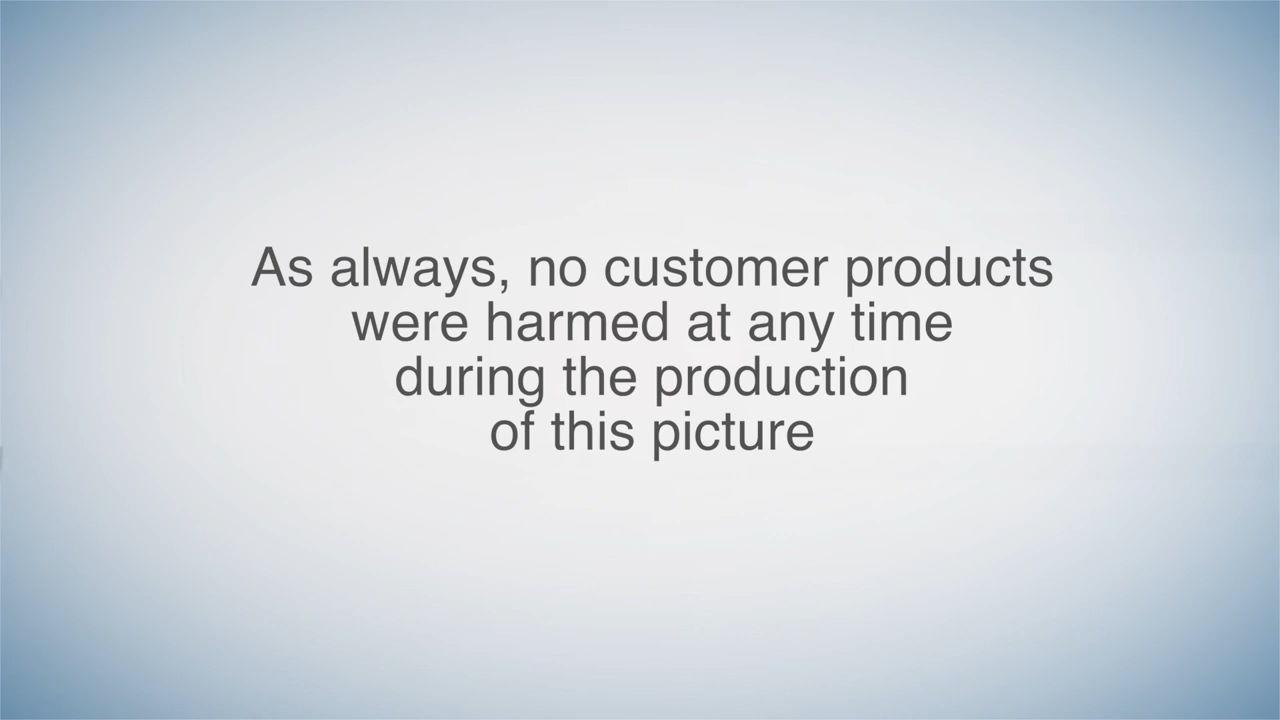 As always, no customer products
were harmed at any time
during the production
of this picture